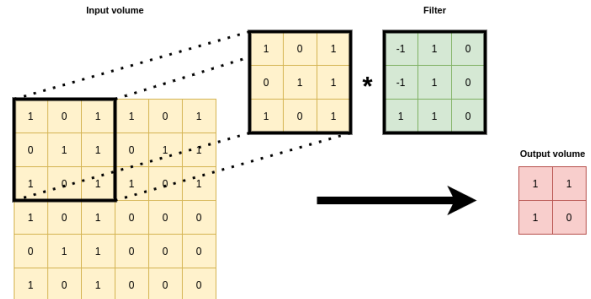 Input volume
Filter
1 0 1
-1 1 0
0 1 1
*
-1 1 0
1 0 1
1 1 0
1 0 1 1 0 1
0 1 1 0 1 1
1 0 1 1 0 1
1 0 1 0 0 0
0 1 1 0 0 0
1 0 1 0 0 0
Output volume
1 1
1 0